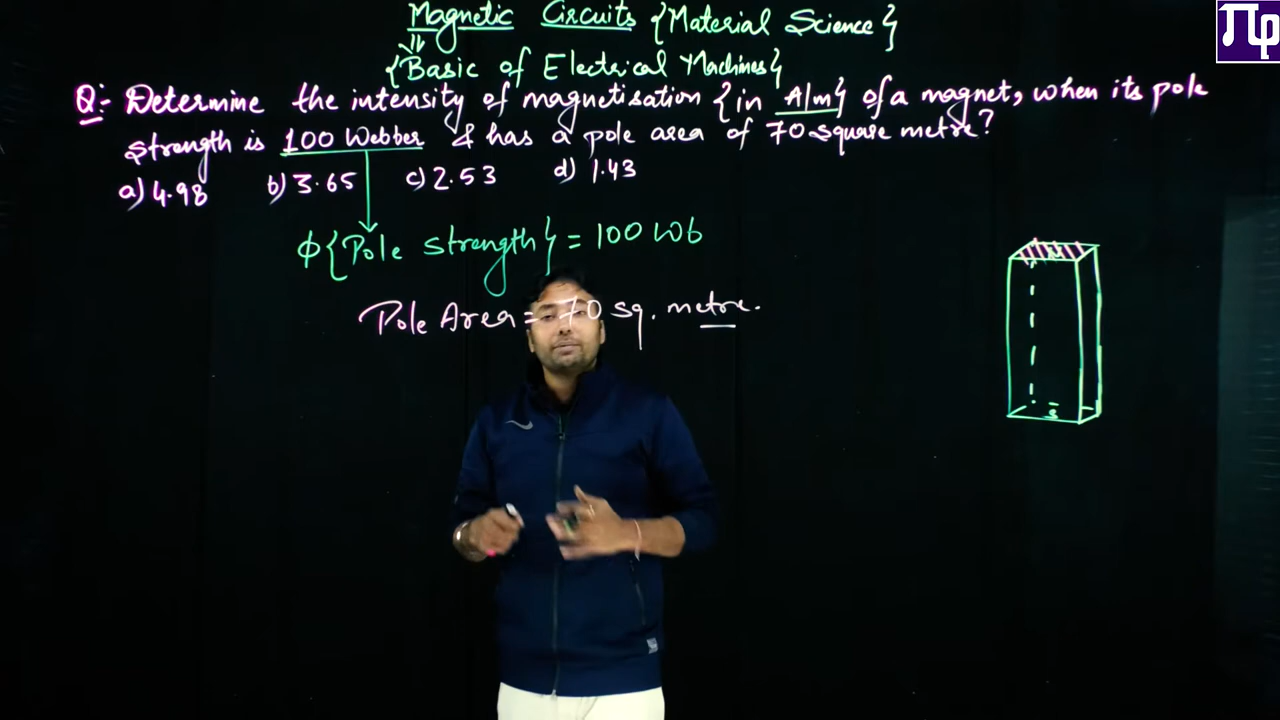 Magnetic Circuits {Material Science}
{Basic of Electrical Machines}
Q:- Determine the intensity of magnetisation {in A/m} of a magnet, when its pole
strength is 100 Webber & has a pole area of 70 square metre?
a) 4.98 b) 3.65 c) 2.53 d) 1.43
ϕ{Pole strength} = 100 Wb
Pole Area = 70 sq. metre.
N
S
πφ